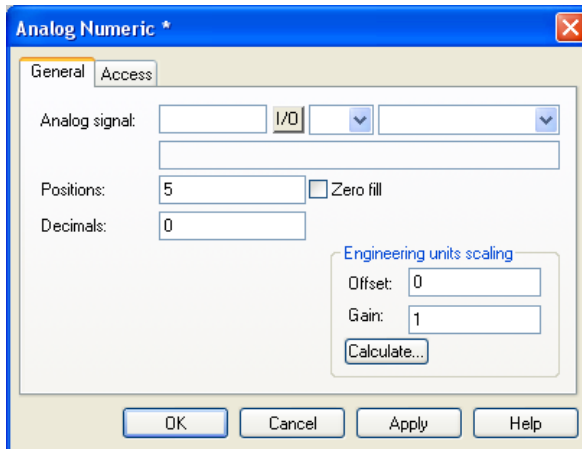 Analog Numeric *
General Access
Analog signal: I/O
Positions: 5 Zero fill
Decimals: 0
Engineering units scaling
Offset: 0
Gain: 1
Calculate...
OK Cancel Apply Help